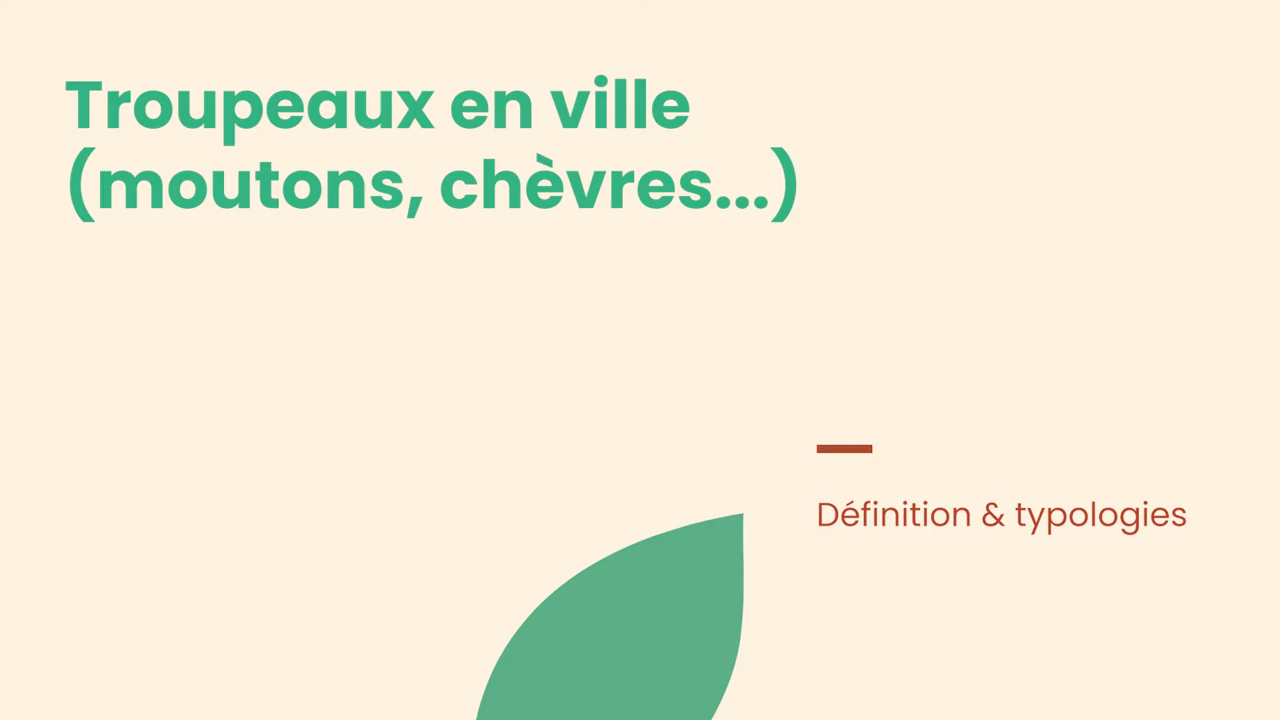 Troupeaux en ville
(moutons, chèvres...)
Définition & typologies